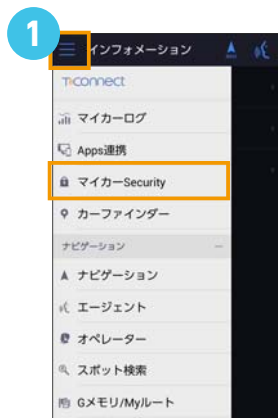 1
インフォメーション
T-connect
マイカーログ
Apps連携
マイカーSecurity
カーファインダー
ナビゲーション
ナビゲーション
エージェント
オペレーター
スポット検索
Gメモリ/Myルート